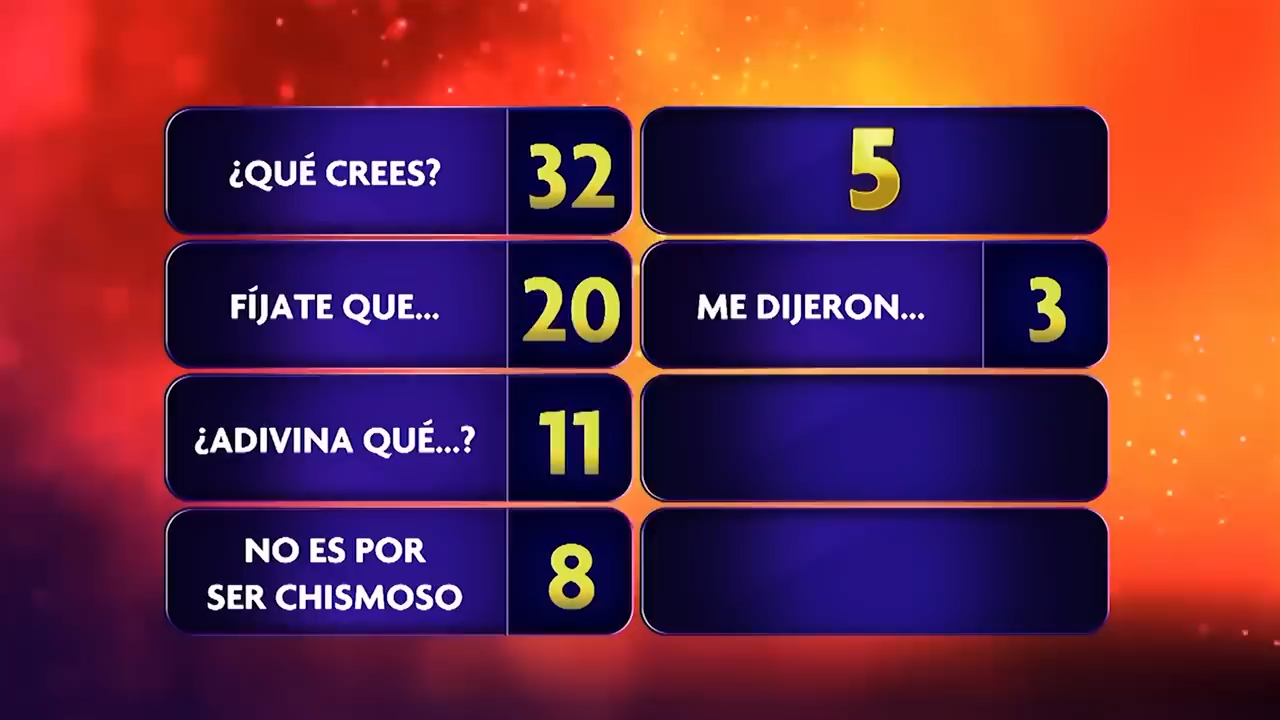 ¿QUÉ CREES? 32
FÍJATE QUE... 20
¿ADIVINA QUÉ...? 11
NO ES POR
SER CHISMOSO 8
5
ME DIJERON... 3